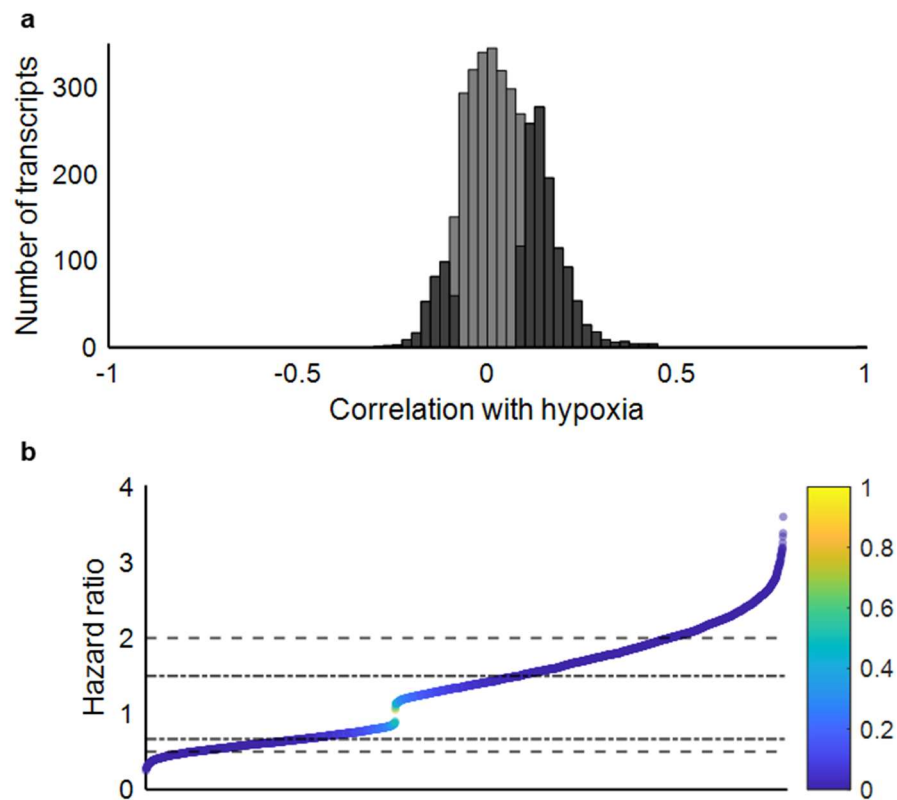 a
Number of transcripts
300
200
100
0
-1 -0.5 0 0.5 1
Correlation with hypoxia
b
Hazard ratio
4
3
2
1
0
1
0.8
0.6
0.4
0.2
0